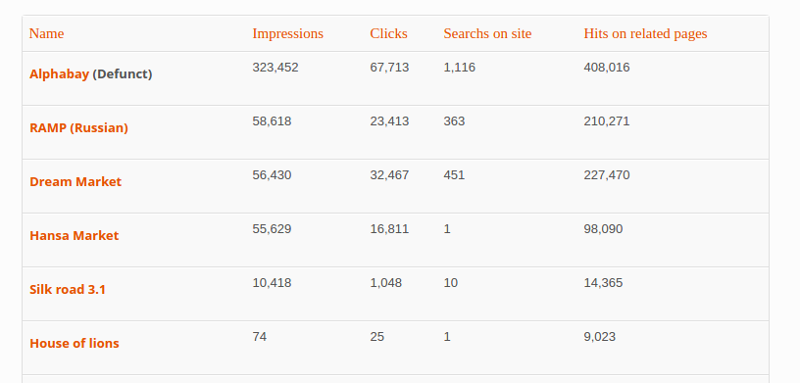 Name Impressions Clicks Searchs on site Hits on related pages
Alphabay (Defunct) 323,452 67,713 1,116 408,016
RAMP (Russian) 58,618 23,413 363 210,271
Dream Market 56,430 32,467 451 227,470
Hansa Market 55,629 16,811 1 98,090
Silk road 3.1 10,418 1,048 10 14,365
House of lions 74 25 1 9,023